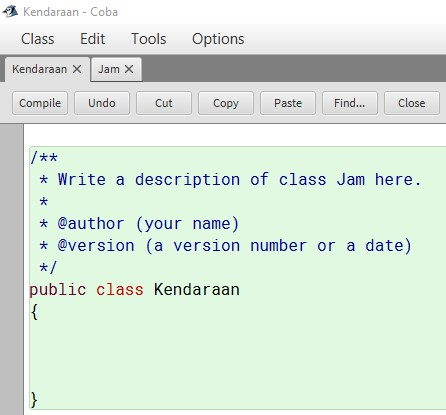 Kendaraan - Coba
Class Edit Tools Options
Kendaraan ✕ Jam ✕
Compile Undo Cut Copy Paste Find... Close
/**
 * Write a description of class Jam here.
 *
 * @author (your name)
 * @version (a version number or a date)
 */
public class Kendaraan
{
}